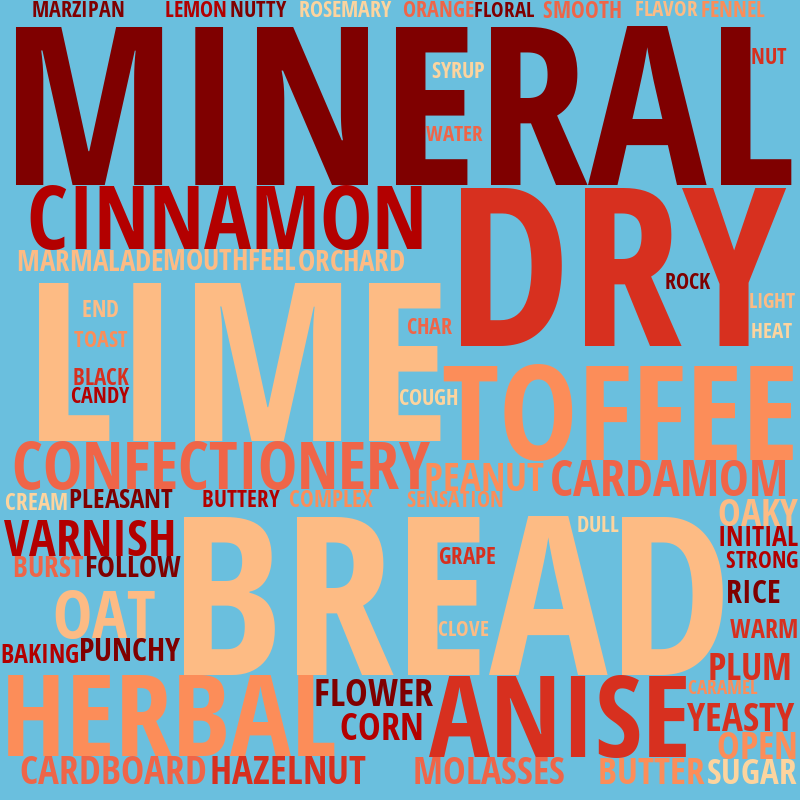 MARZIPAN LEMON NUTTY ROSEMARY ORANGE FLORAL SMOOTH FLAVOR FENNEL
MINERAL
NUT
SYRUP
WATER
CINNAMON
DRY
MARMALADE MOUTHFEEL ORCHARD
ROCK
LIME
END
LIGHT
CHAR
HEAT
TOAST
BLACK
CANDY
COUGH
TOFFEE
CONFECTIONERY
PEANUT CARDAMOM
CREAM PLEASANT BUTTERY COMPLEX SENSATION
OAKY
VARNISH
BREAD
DULL
INITIAL
GRAPE
STRONG
BURST FOLLOW
RICE
OAT
CLOVE
WARM
BAKING PUNCHY
PLUM
HERBAL
FLOWER
ANISE
CARAMEL
CORN
YEASTY
OPEN
CARDBOARD HAZELNUT MOLASSES BUTTER SUGAR